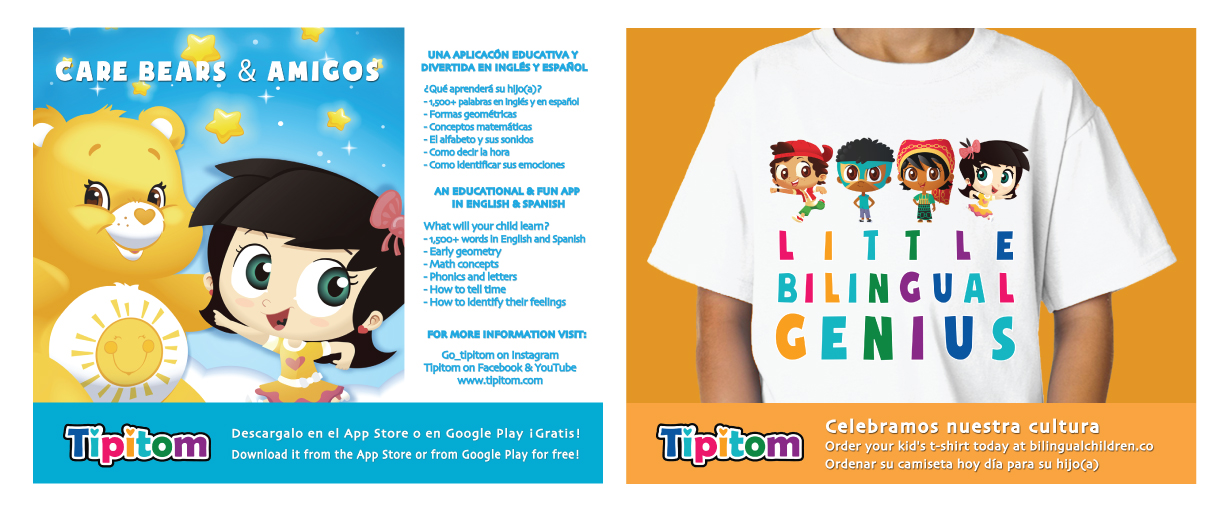 CARE BEARS & AMIGOS
UNA APLICACÓN EDUCATIVA Y
DIVERTIDA EN INGLÉS Y ESPAÑOL
¿Qué aprenderá su hijo(a)?
- 1,500+ palabras en inglés y en español
- Formas geométricas
- Conceptos matemáticas
- El alfabeto y sus sonidos
- Como decir la hora
- Como identificar sus emociones
AN EDUCATIONAL & FUN APP
IN ENGLISH & SPANISH
What will your child learn?
- 1,500+ words in English and Spanish
- Early geometry
- Math concepts
- Phonics and letters
- How to tell time
- How to identify their feelings
FOR MORE INFORMATION VISIT:
Go_tipitom on Instagram
Tipitom on Facebook & YouTube
www.tipitom.com
Tipitom
Descargalo en el App Store o en Google Play ¡Gratis!
Download it from the App Store or from Google Play for free!
LITTLE
BILINGUAL
GENIUS
Tipitom
Celebramos nuestra cultura
Order your kid's t-shirt today at bilingualchildren.co
Ordenar su camiseta hoy día para su hijo(a)